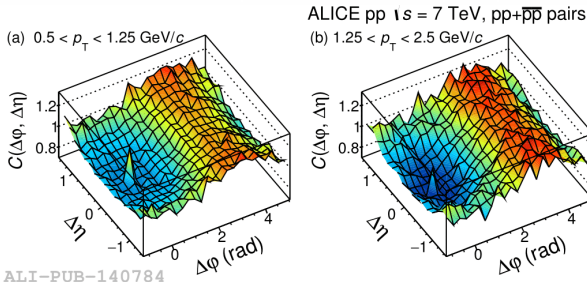 ALICE pp √s = 7 TeV, pp+p̅p̅ pairs
(a) 0.5 < pT < 1.25 GeV/c
(b) 1.25 < pT < 2.5 GeV/c
C(Δφ, Δη)
1.2
1
0.8
1
0
−1
Δη
0
2
4
Δφ (rad)
C(Δφ, Δη)
1.2
1
0.8
1
0
−1
Δη
0
2
4
Δφ (rad)
ALI−PUB−140784